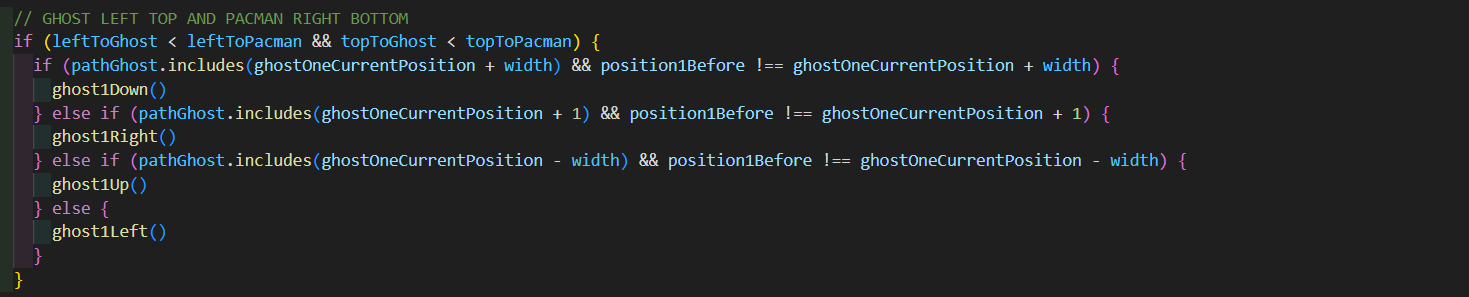 // GHOST LEFT TOP AND PACMAN RIGHT BOTTOM
if (leftToGhost < leftToPacman && topToGhost < topToPacman) {
  if (pathGhost.includes(ghostOneCurrentPosition + width) && position1Before !== ghostOneCurrentPosition + width) {
    ghost1Down()
  } else if (pathGhost.includes(ghostOneCurrentPosition + 1) && position1Before !== ghostOneCurrentPosition + 1) {
    ghost1Right()
  } else if (pathGhost.includes(ghostOneCurrentPosition - width) && position1Before !== ghostOneCurrentPosition - width) {
    ghost1Up()
  } else {
    ghost1Left()
  }
}